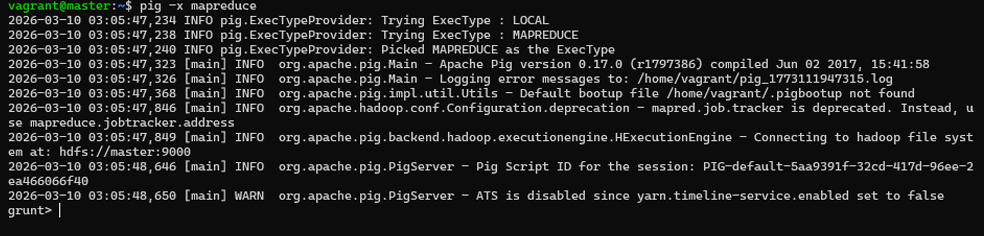 vagrant@master:~$ pig -x mapreduce
2026-03-10 03:05:47,234 INFO pig.ExecTypeProvider: Trying ExecType : LOCAL
2026-03-10 03:05:47,238 INFO pig.ExecTypeProvider: Trying ExecType : MAPREDUCE
2026-03-10 03:05:47,240 INFO pig.ExecTypeProvider: Picked MAPREDUCE as the ExecType
2026-03-10 03:05:47,323 [main] INFO  org.apache.pig.Main - Apache Pig version 0.17.0 (r1797386) compiled Jun 02 2017, 15:41:58
2026-03-10 03:05:47,326 [main] INFO  org.apache.pig.Main - Logging error messages to: /home/vagrant/pig_1773111947315.log
2026-03-10 03:05:47,368 [main] INFO  org.apache.pig.impl.util.Utils - Default bootup file /home/vagrant/.pigbootup not found
2026-03-10 03:05:47,846 [main] INFO  org.apache.hadoop.conf.Configuration.deprecation - mapred.job.tracker is deprecated. Instead, u
se mapreduce.jobtracker.address
2026-03-10 03:05:47,849 [main] INFO  org.apache.pig.backend.hadoop.executionengine.HExecutionEngine - Connecting to hadoop file syst
em at: hdfs://master:9000
2026-03-10 03:05:48,646 [main] INFO  org.apache.pig.PigServer - Pig Script ID for the session: PIG-default-5aa9391f-32cd-417d-96ee-2
ea466066f40
2026-03-10 03:05:48,650 [main] WARN  org.apache.pig.PigServer - ATS is disabled since yarn.timeline-service.enabled set to false
grunt>